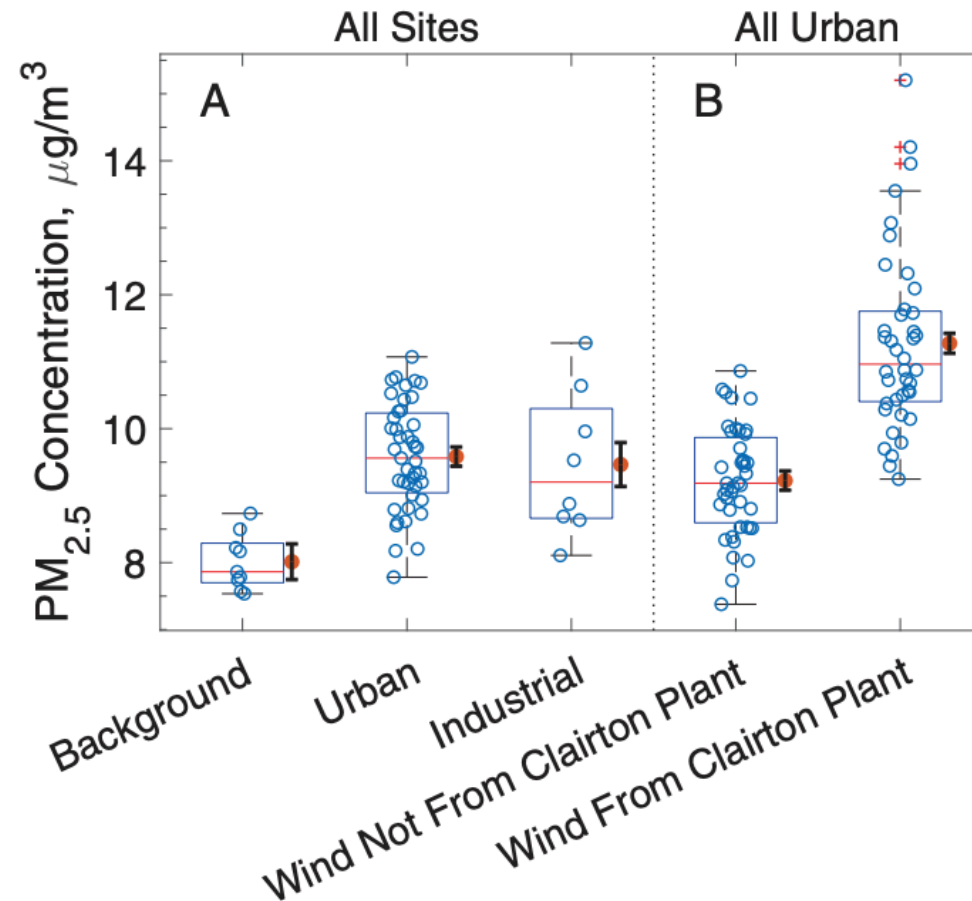 All Sites
All Urban
A
B
PM2.5 Concentration, μg/m³
14
12
10
8
Background
Urban
Industrial
Wind Not From Clairton Plant
Wind From Clairton Plant